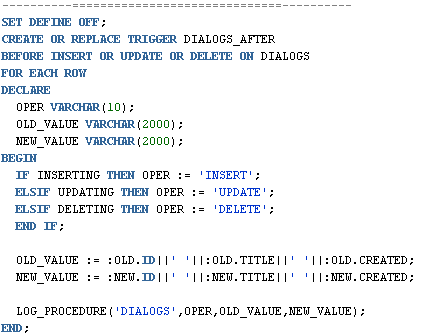 ----------==============================----------
SET DEFINE OFF;
CREATE OR REPLACE TRIGGER DIALOGS_AFTER
BEFORE INSERT OR UPDATE OR DELETE ON DIALOGS
FOR EACH ROW
DECLARE
  OPER VARCHAR(10);
  OLD_VALUE VARCHAR(2000);
  NEW_VALUE VARCHAR(2000);
BEGIN
  IF INSERTING THEN OPER := 'INSERT';
  ELSIF UPDATING THEN OPER := 'UPDATE';
  ELSIF DELETING THEN OPER := 'DELETE';
  END IF;
  OLD_VALUE := :OLD.ID||' '||:OLD.TITLE||' '||:OLD.CREATED;
  NEW_VALUE := :NEW.ID||' '||:NEW.TITLE||' '||:NEW.CREATED;
  LOG_PROCEDURE('DIALOGS',OPER,OLD_VALUE,NEW_VALUE);
END;